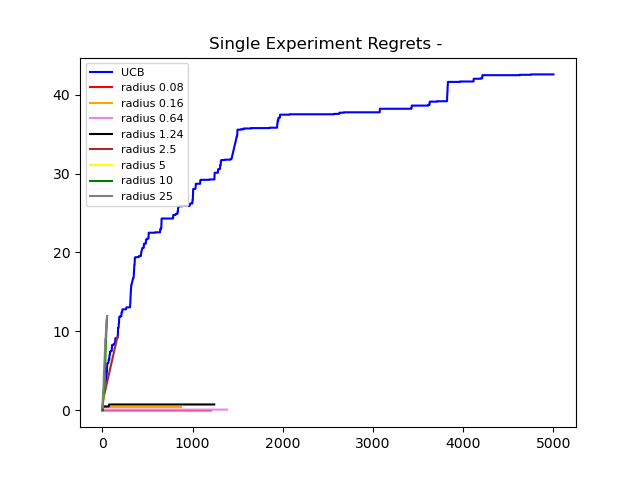 Single Experiment Regrets -
UCB
radius 0.08
radius 0.16
radius 0.64
radius 1.24
radius 2.5
radius 5
radius 10
radius 25
40
30
20
10
0
0 1000 2000 3000 4000 5000